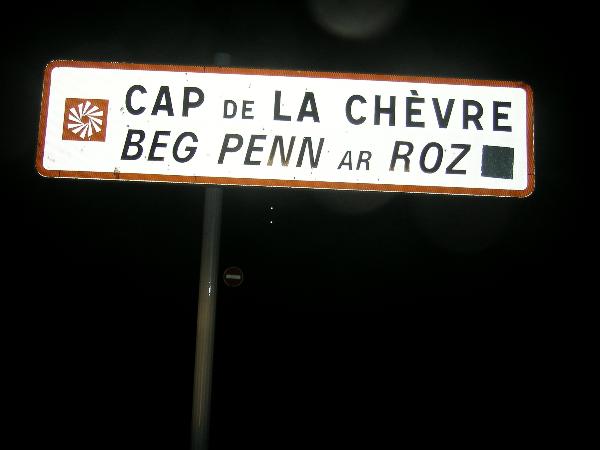 CAP DE LA CHÈVRE
BEG PENN AR ROZ